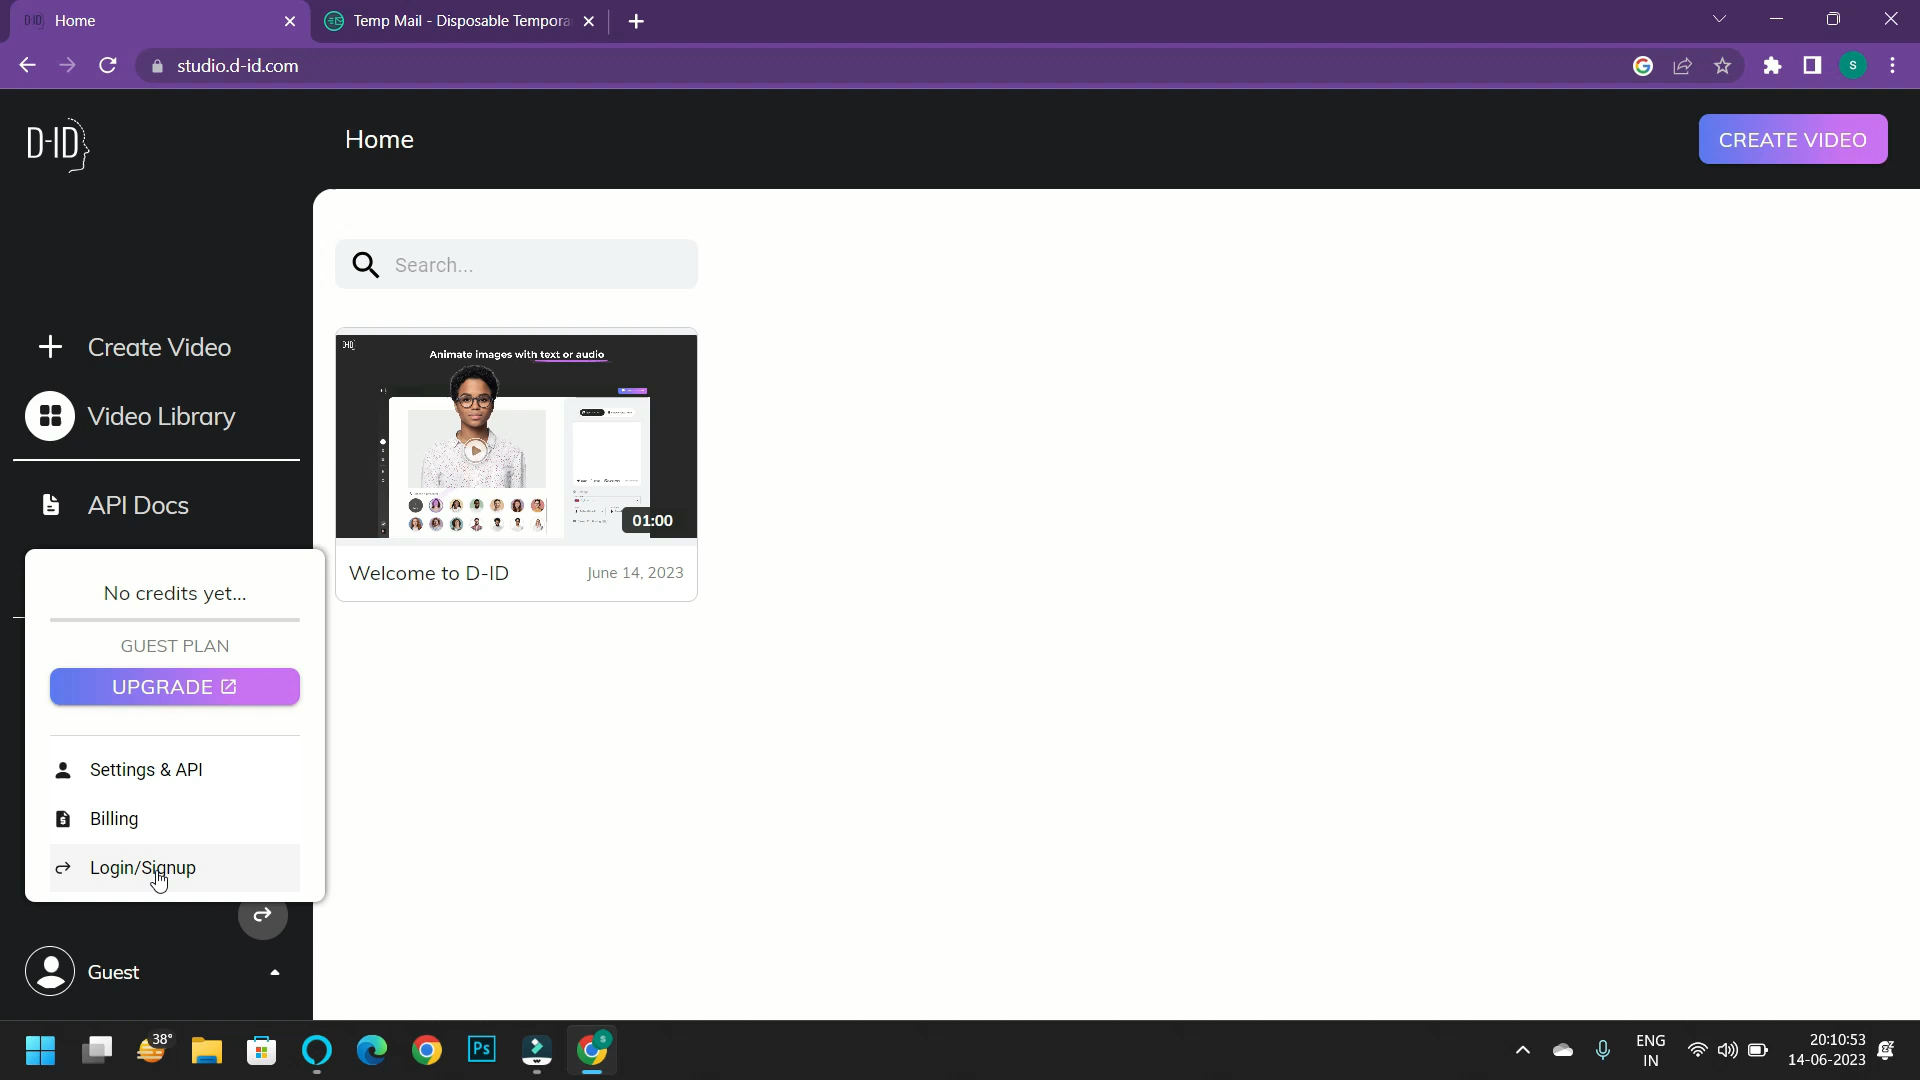 D-ID Home
Temp Mail - Disposable Tempora
studio.d-id.com
S
D-ID
Home
CREATE VIDEO
Search...
Create Video
Video Library
API Docs
Animate images with text or audio
01:00
Welcome to D-ID
June 14, 2023
No credits yet...
GUEST PLAN
UPGRADE
Settings & API
Billing
Login/Signup
Guest
38°
Ps
S
ENG
IN
20:10:53
14-06-2023